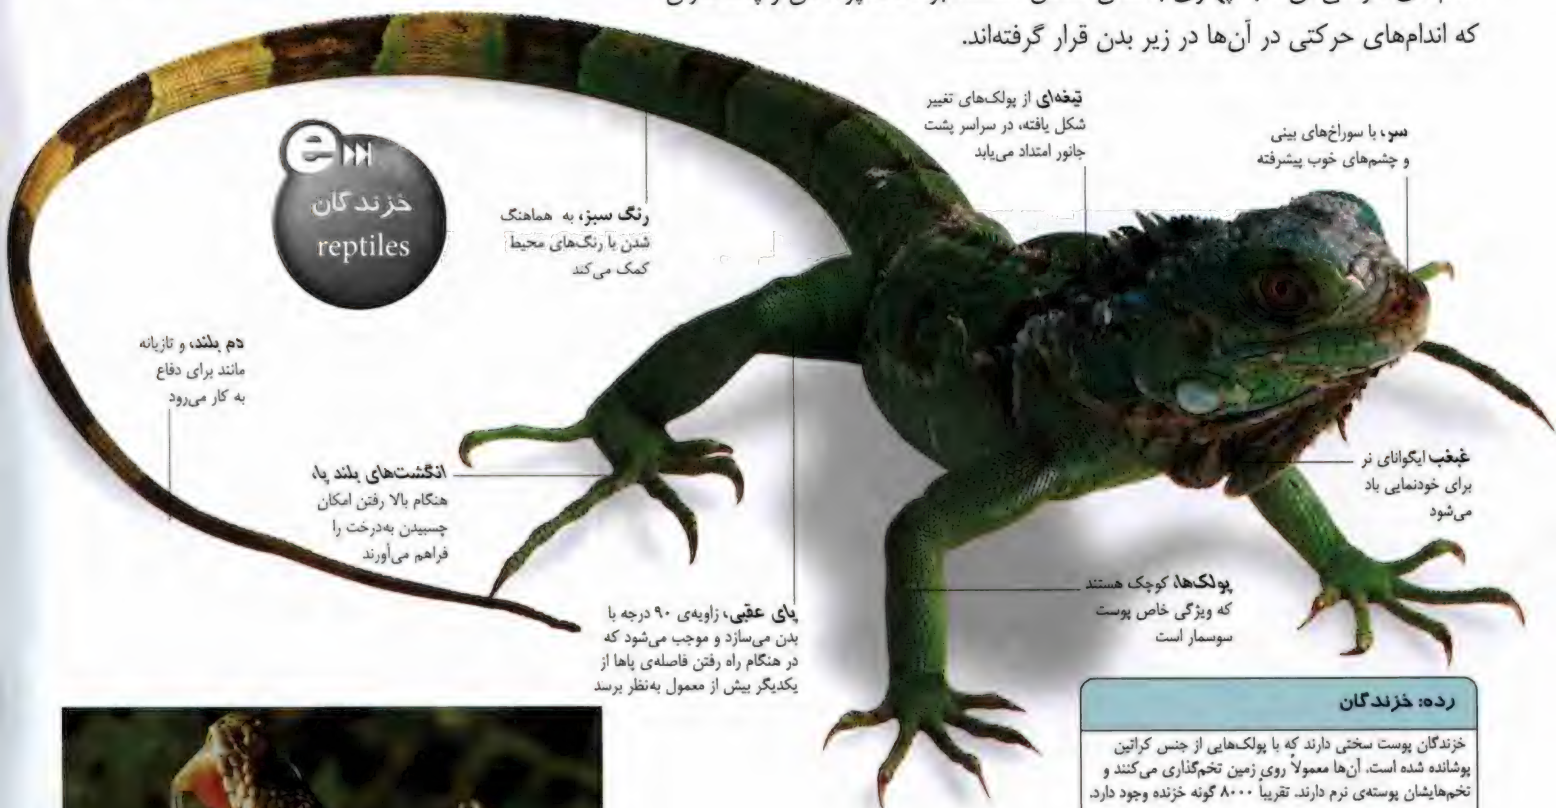 که اندام‌های حرکتی در آن‌ها در زیر بدن قرار گرفته‌اند.
تیغه‌ای از پولک‌های تغییر
شکل یافته، در سراسر پشت
جانور امتداد می‌یابد
سر، با سوراخ‌های بینی
و چشم‌های خوب پیشرفته
e
خزندگان
reptiles
رنگ سبز، به هماهنگ
شدن با رنگ‌های محیط
کمک می‌کند
دم بلند، و تازیانه
مانند برای دفاع
به کار می‌رود
انگشت‌های بلند پا،
هنگام بالا رفتن امکان
چسبیدن به‌درخت را
فراهم می‌آورند
غبغب ایگوانای نر
برای خودنمایی باد
می‌شود
پولک‌ها، کوچک هستند
که ویژگی خاص پوست
سوسمار است
پای عقبی، زاویه‌ی ۹۰ درجه با
بدن می‌سازد و موجب می‌شود که
در هنگام راه رفتن فاصله‌ی پاها از
یکدیگر بیش از معمول به‌نظر برسد
رده: خزندگان
خزندگان پوست سختی دارند که با پولک‌هایی از جنس کراتین
پوشانده شده است. آن‌ها معمولاً روی زمین تخم‌گذاری می‌کنند و
تخم‌هایشان پوسته‌ی نرم دارند. تقریباً ۸۰۰۰ گونه خزنده وجود دارد.